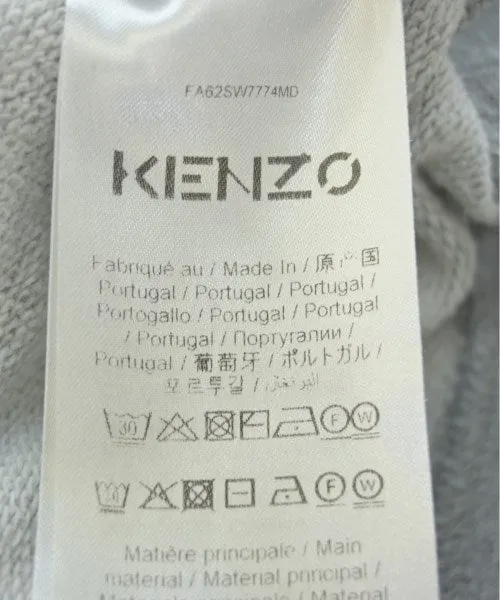 FA62SW7774MD
KENZO
Fabriqué au / Made In / 原产国
Portugal / Portugal / Portugal /
Portogallo / Portugal / Portugal
/ Portugal / Португалии /
Portugal / 葡萄牙 / ポルトガル /
포르투갈 / البرتغال /
30 F W
F W
Matière principale / Main
material / Material principal /